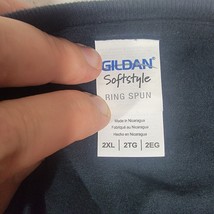 GILDAN
Softstyle
RING SPUN
Made in Nicaragua
Fabriqué au Nicaragua
Hecho en Nicaragua
2XL | 2TG | 2EG